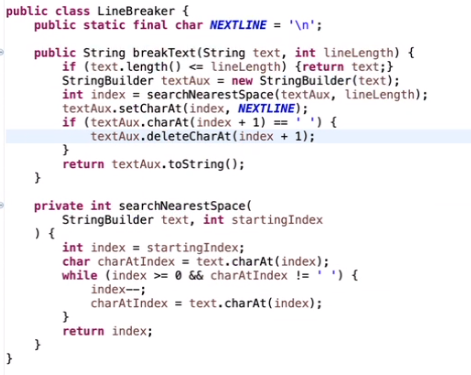 public class LineBreaker {
    public static final char NEXTLINE = '\n';
    public String breakText(String text, int lineLength) {
        if (text.length() <= lineLength) {return text;}
        StringBuilder textAux = new StringBuilder(text);
        int index = searchNearestSpace(textAux, lineLength);
        textAux.setCharAt(index, NEXTLINE);
        if (textAux.charAt(index + 1) == ' ') {
            textAux.deleteCharAt(index + 1);
        }
        return textAux.toString();
    }
    private int searchNearestSpace(
        StringBuilder text, int startingIndex
    ) {
        int index = startingIndex;
        char charAtIndex = text.charAt(index);
        while (index >= 0 && charAtIndex != ' ') {
            index--;
            charAtIndex = text.charAt(index);
        }
        return index;
    }
}